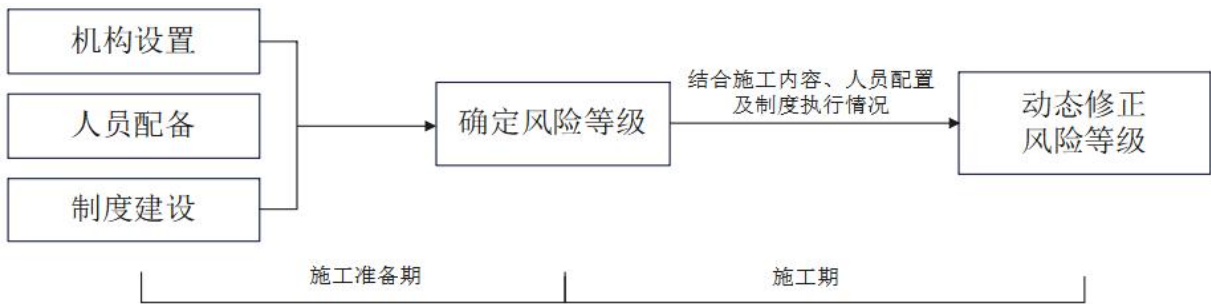 机构设置
人员配备
制度建设
确定风险等级
结合施工内容、人员配置
及制度执行情况
动态修正
风险等级
施工准备期
施工期